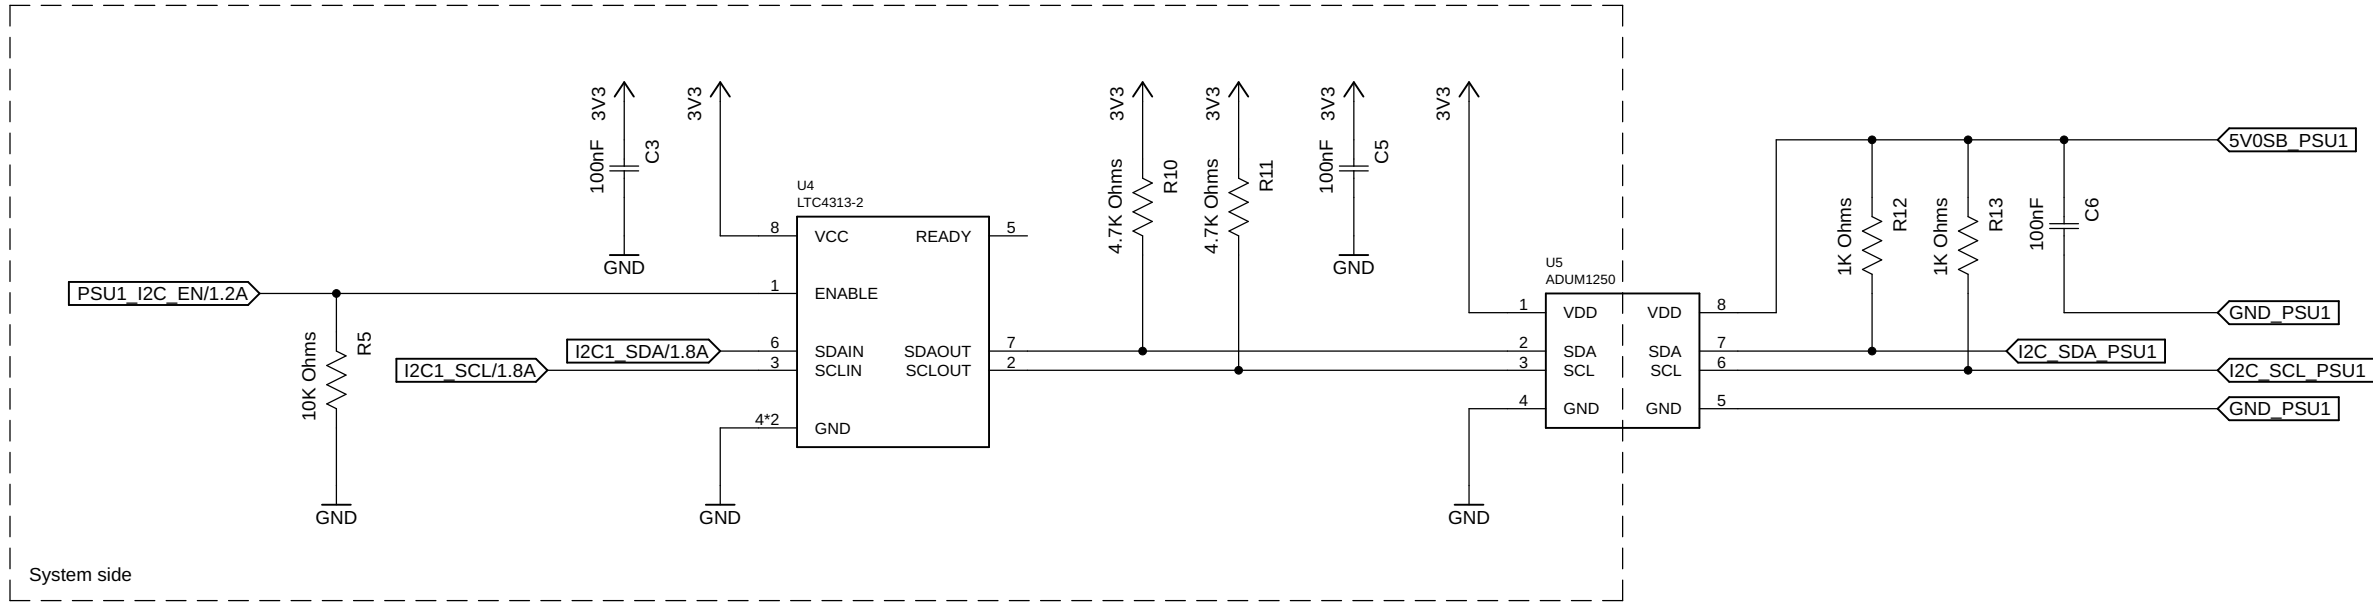 3V3
100nF
C3
GND
3V3
U4
LTC4313-2
8
VCC
READY
5
PSU1_I2C_EN/1.2A
1
ENABLE
10K Ohms
R5
GND
I2C1_SDA/1.8A
6
SDAIN
SDAOUT
7
I2C1_SCL/1.8A
3
SCLIN
SCLOUT
2
4*2
GND
GND
3V3
4.7K Ohms
R10
3V3
4.7K Ohms
R11
3V3
100nF
C5
GND
3V3
U5
ADUM1250
1
VDD
VDD
8
2
SDA
SDA
7
3
SCL
SCL
6
4
GND
GND
5
GND
1K Ohms
R12
1K Ohms
R13
100nF
C6
5V0SB_PSU1
GND_PSU1
I2C_SDA_PSU1
I2C_SCL_PSU1
GND_PSU1
System side